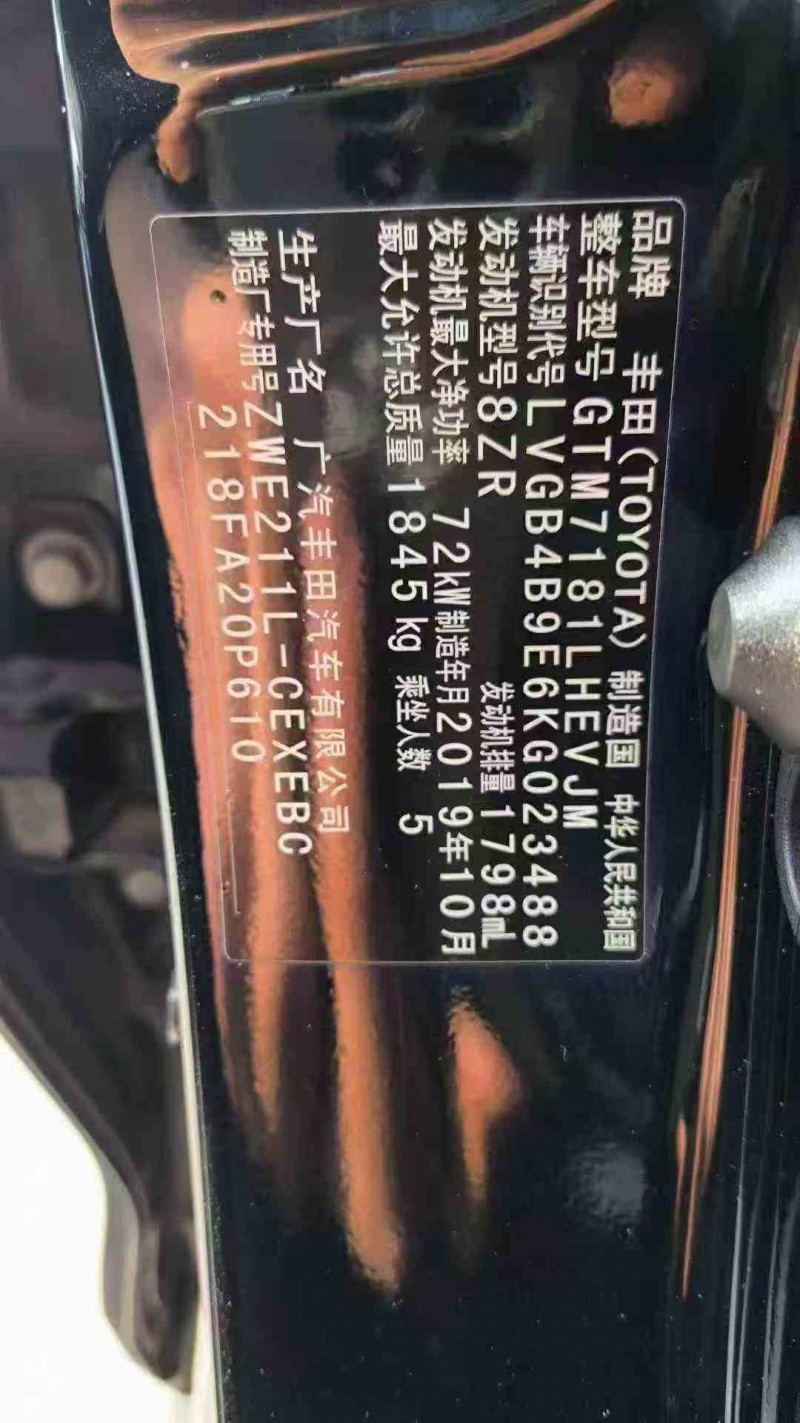 品牌 丰田(TOYOTA) 制造国 中华人民共和国
整车型号 GTM7181LHEVJM
车辆识别代号 LVGB4B9E6KG023488
发动机型号 8ZR 发动机排量 1798mL
发动机最大净功率 72kW 制造年月 2019年10月
最大允许总质量 1845kg 乘坐人数 5
生产厂名 广汽丰田汽车有限公司
制造厂专用号 ZWE211L-CEXEBC
218FA20P610